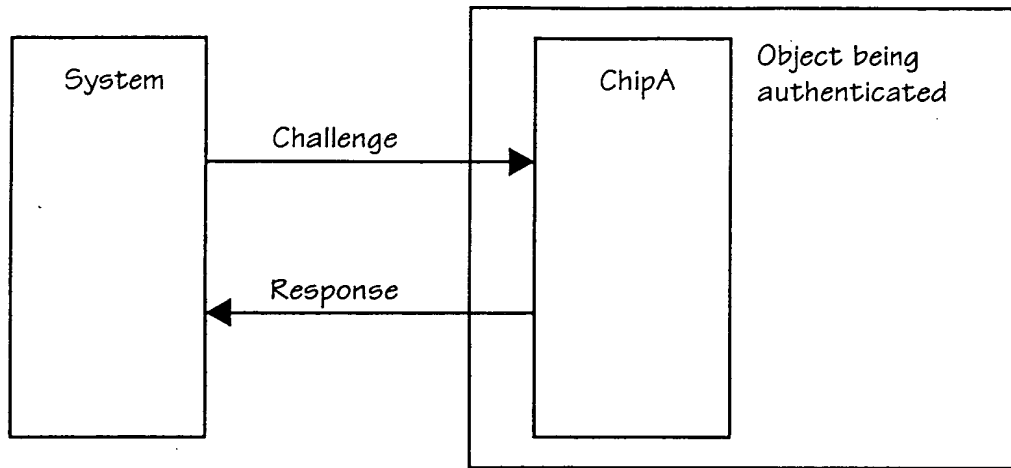 System
ChipA
Object being
authenticated
Challenge
Response